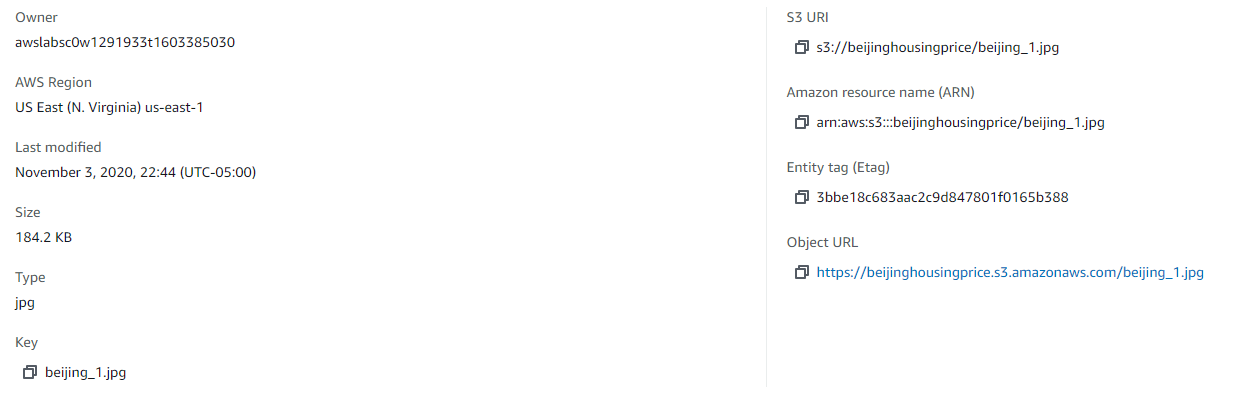 Owner
awslabsc0w1291933t1603385030
AWS Region
US East (N. Virginia) us-east-1
Last modified
November 3, 2020, 22:44 (UTC-05:00)
Size
184.2 KB
Type
jpg
Key
beijing_1.jpg
S3 URI
s3://beijinghousingprice/beijing_1.jpg
Amazon resource name (ARN)
arn:aws:s3:::beijinghousingprice/beijing_1.jpg
Entity tag (Etag)
3bbe18c683aac2c9d847801f0165b388
Object URL
https://beijinghousingprice.s3.amazonaws.com/beijing_1.jpg